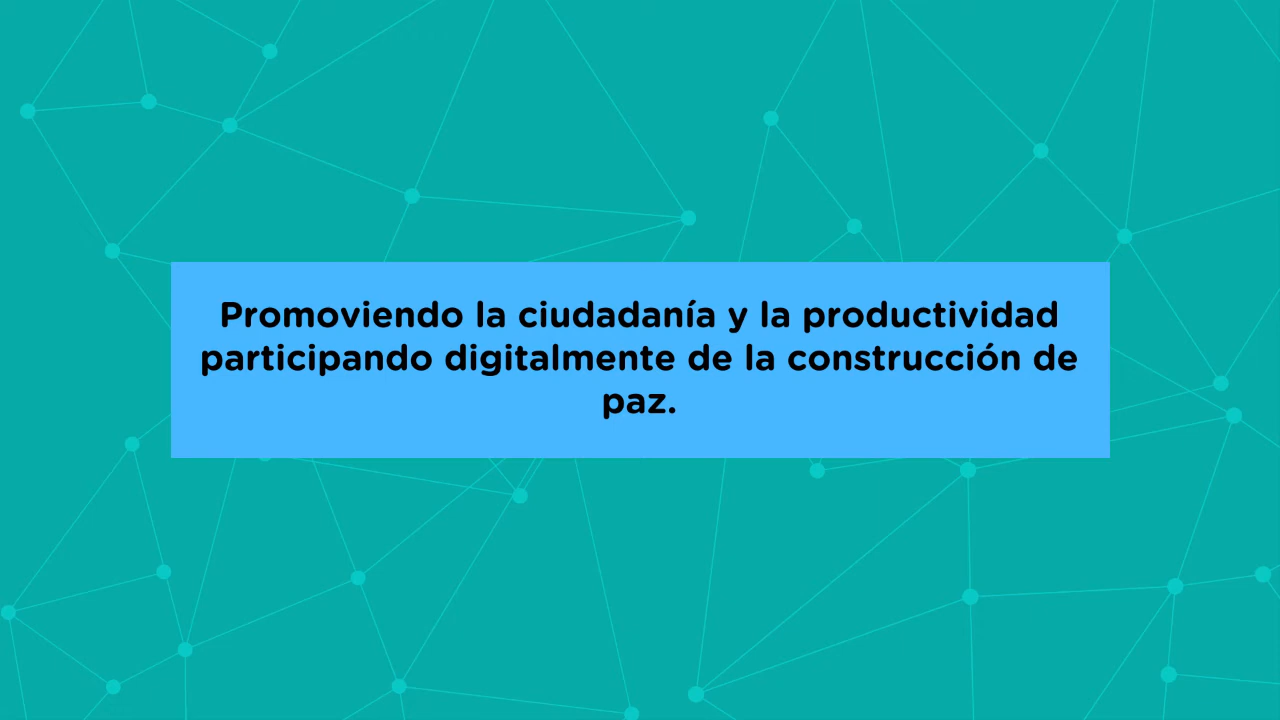 Promoviendo la ciudadanía y la productividad
participando digitalmente de la construcción de
paz.